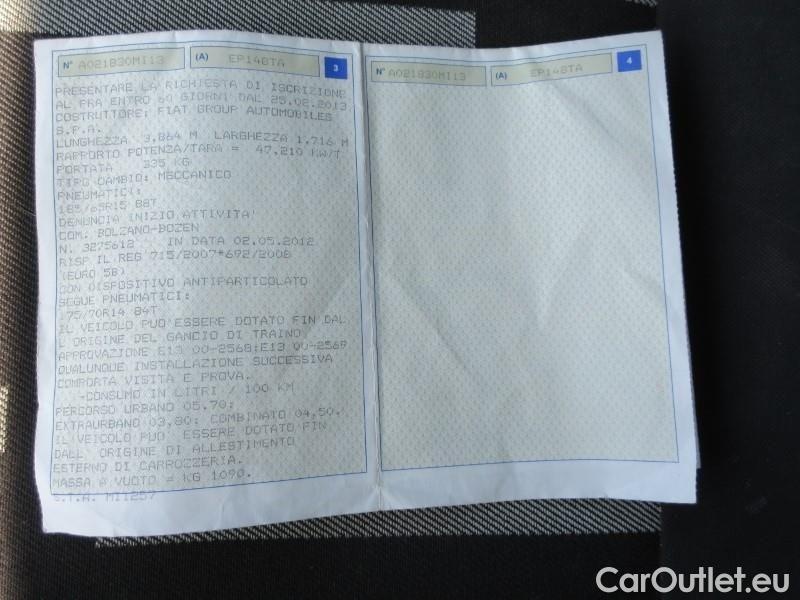 N° A021830MI13 (A) EP148TA 3
PRESENTARE LA RICHIESTA DI ISCRIZIONE
AL PRA ENTRO 60 GIORNI DAL 25.02.2013
COSTRUTTORE: FIAT GROUP AUTOMOBILES
S.P.A.
LUNGHEZZA 3,864 M LARGHEZZA 1,716 M
RAPPORTO POTENZA/TARA = 47,210 KW/T
PORTATA 335 KG
TIPO CAMBIO: MECCANICO
PNEUMATICI:
185/65R15 88T
DENUNCIA INIZIO ATTIVITA'
COM. BOLZANO-BOZEN
N. 3275612 IN DATA 02.05.2012
RISP IL REG 715/2007*692/2008
(EURO 5B)
CON DISPOSITIVO ANTIPARTICOLATO
SEGUE PNEUMATICI:
175/70R14 84T
IL VEICOLO PUO'ESSERE DOTATO FIN DAL
L'ORIGINE DEL GANCIO DI TRAINO
APPROVAZIONE E13 00-2568;E13 00-2569
QUALUNQUE INSTALLAZIONE SUCCESSIVA
COMPORTA VISITA E PROVA.
-CONSUMO IN LITRI / 100 KM
PERCORSO URBANO 05,70;
EXTRAURBANO 03,80; COMBINATO 04,50.
IL VEICOLO PUO' ESSERE DOTATO FIN
DALL' ORIGINE DI ALLESTIMENTO
ESTERNO DI CARROZZERIA.
MASSA A VUOTO = KG 1090.
S.T.A. MI1257
N° A021830MI13 (A) EP148TA 4
CarOutlet.eu